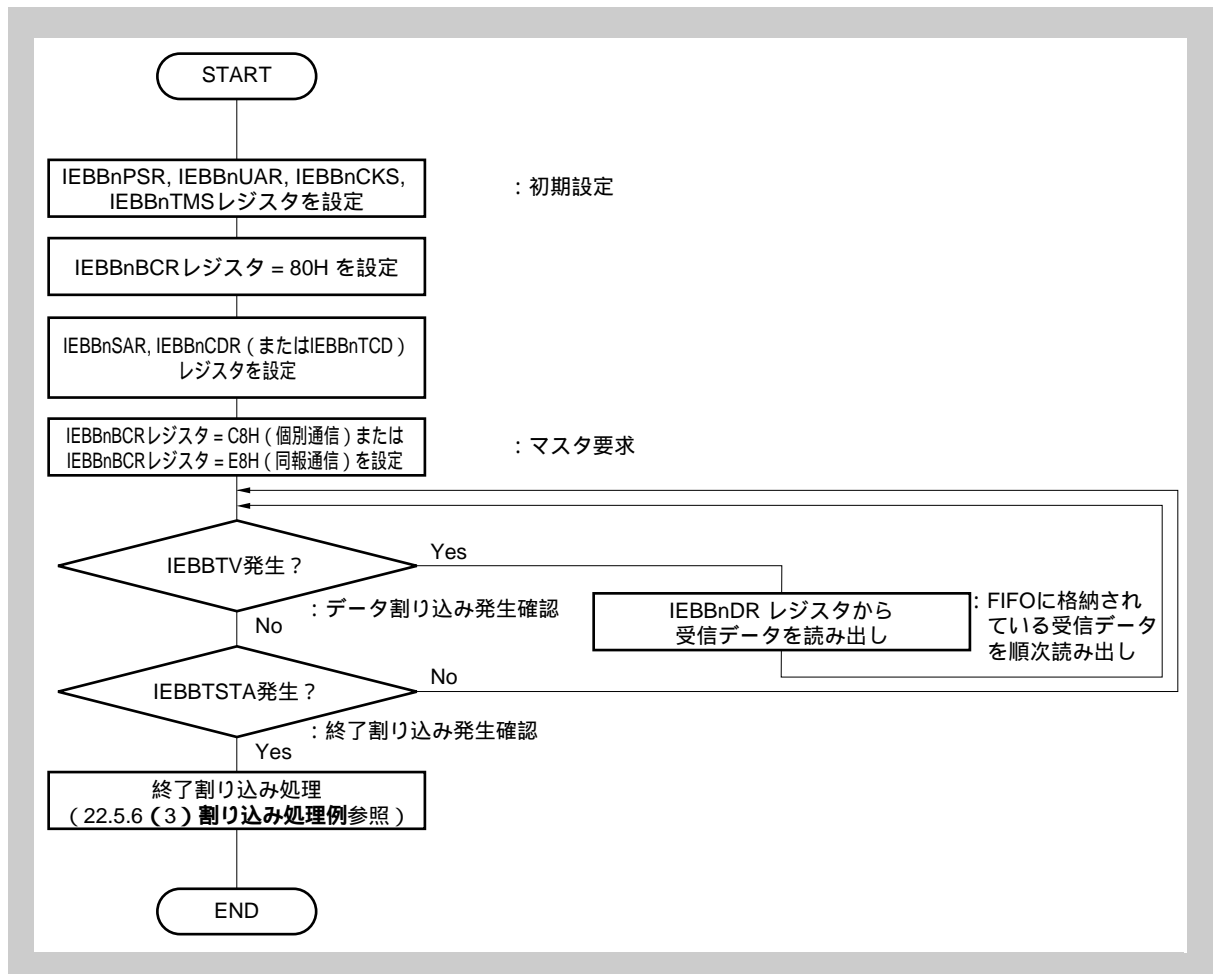 START
IEBBnPSR, IEBBnUAR, IEBBnCKS,
IEBBnTMSレジスタを設定
：初期設定
IEBBnBCRレジスタ = 80H を設定
IEBBnSAR, IEBBnCDR（またはIEBBnTCD）
レジスタを設定
IEBBnBCRレジスタ = C8H（個別通信）または
IEBBnBCRレジスタ = E8H（同報通信）を設定
：マスタ要求
IEBBTV発生？
Yes
：データ割り込み発生確認
No
IEBBnDR レジスタから
受信データを読み出し
：FIFOに格納され
ている受信データ
を順次読み出し
IEBBTSTA発生？
No
：終了割り込み発生確認
Yes
終了割り込み処理
（22.5.6（3）割り込み処理例参照）
END